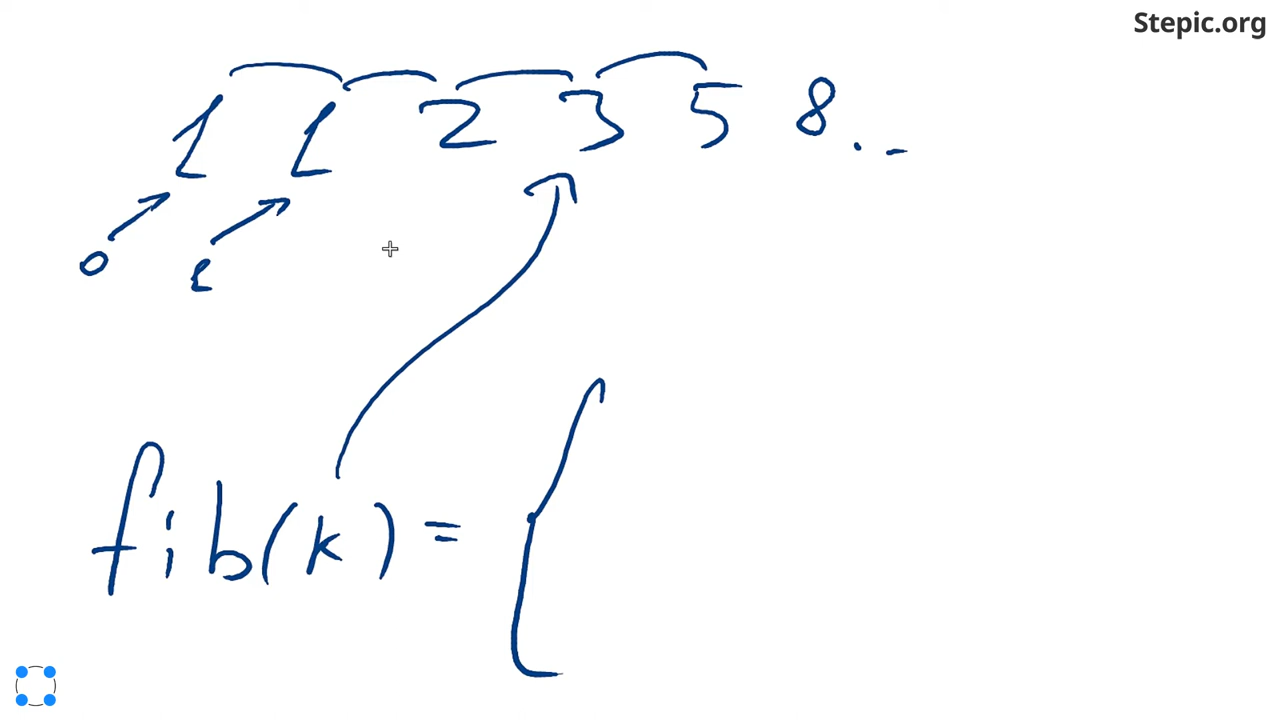 Stepic.org
1 1 2 3 5 8 . . 
0 1
fib(k) = {